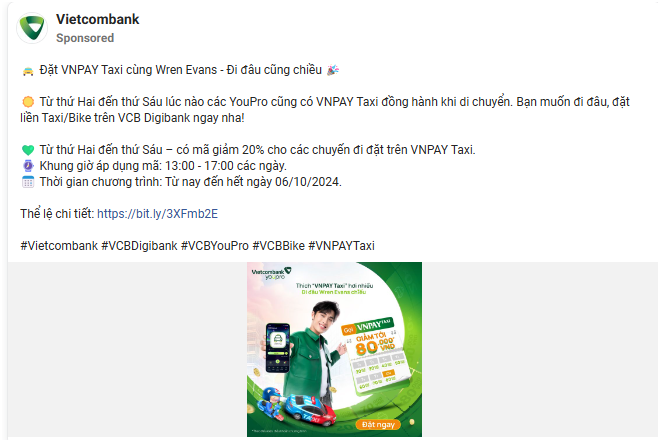 Vietcombank
Sponsored
🚖 Đặt VNPAY Taxi cùng Wren Evans - Đi đâu cũng chiều 🎉
🌞 Từ thứ Hai đến thứ Sáu lúc nào các YouPro cũng có VNPAY Taxi đồng hành khi di chuyển. Bạn muốn đi đâu, đặt
liền Taxi/Bike trên VCB Digibank ngay nha!
💚 Từ thứ Hai đến thứ Sáu – có mã giảm 20% cho các chuyến đi đặt trên VNPAY Taxi.
⌚ Khung giờ áp dụng mã: 13:00 - 17:00 các ngày.
🗓️ Thời gian chương trình: Từ nay đến hết ngày 06/10/2024.
Thể lệ chi tiết: https://bit.ly/3XFmb2E
#Vietcombank #VCBDigibank #VCBYouPro #VCBBike #VNPAYTaxi
Vietcombank
youpro
Thích "VNPAY Taxi" hơi nhiều
Đi đâu Wren Evans chiều
Gọi VNPAY TAXI
GIẢM TỚI
80.000 VND
TAXI
Đặt ngay